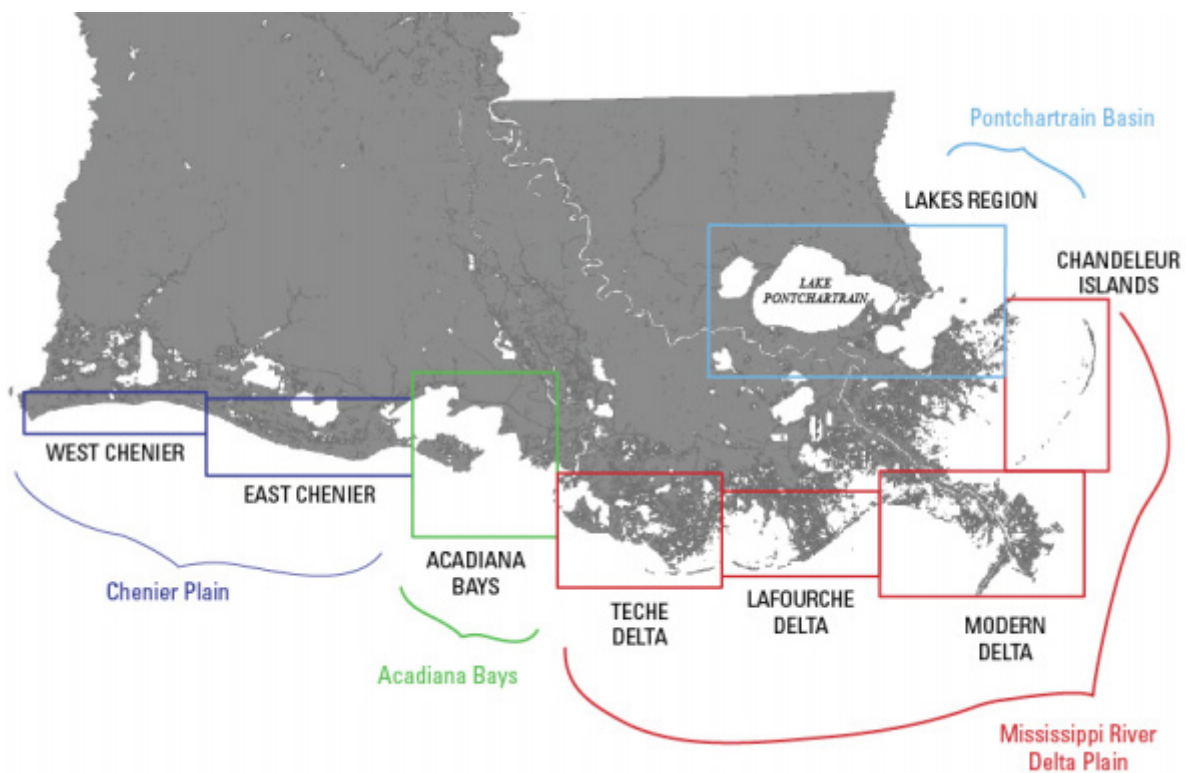 Pontchartrain Basin
LAKES REGION
CHANDELEUR
ISLANDS
LAKE
PONTCHARTRAIN
WEST CHENIER
EAST CHENIER
ACADIANA
BAYS
Chenier Plain
TECHE
DELTA
LAFOURCHE
DELTA
MODERN
DELTA
Acadiana Bays
Mississippi River
Delta Plain